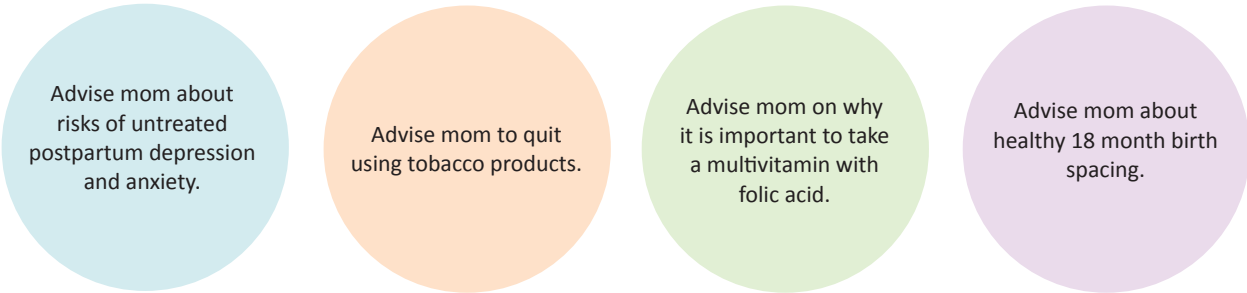 Advise mom about
risks of untreated
postpartum depression
and anxiety.
Advise mom to quit
using tobacco products.
Advise mom on why
it is important to take
a multivitamin with
folic acid.
Advise mom about
healthy 18 month birth
spacing.